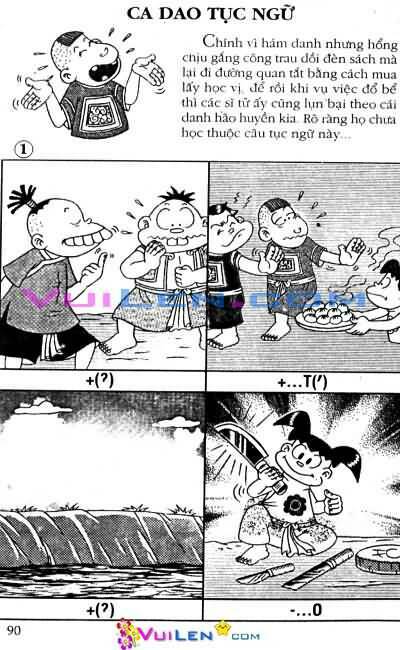 CA DAO TỤC NGỮ
Chính vì hám danh nhưng hổng
chịu gắng công trau dồi đèn sách mà
lại đi đường quan tắt bằng cách mua
lấy học vị, để rồi khi vụ việc đổ bể
thì các sĩ tử ấy cũng lụn bại theo cái
danh hão huyền kia. Rõ ràng họ chưa
học thuộc câu tục ngữ này...
1
VUILEN.COM
+(?)
+...T(')
+(?)
-...O
90
VUILEN.COM